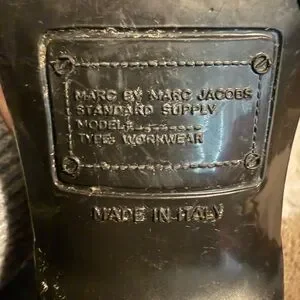 MARC BY MARC JACOBS
STANDARD SUPPLY
MODEL:
TYPE: WORKWEAR
MADE IN ITALY